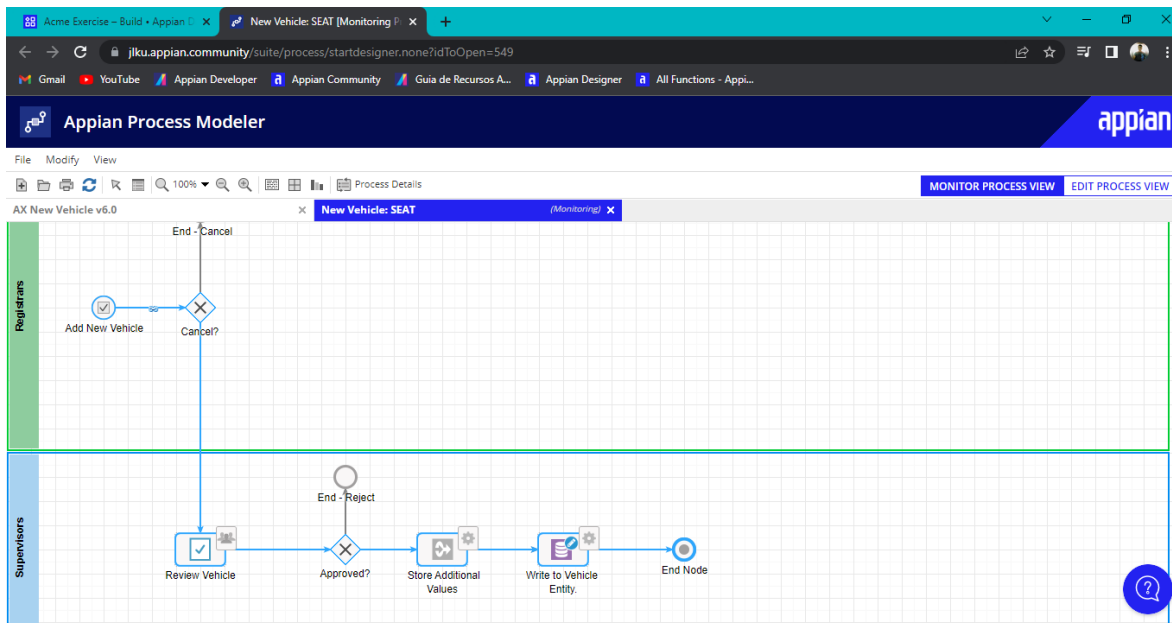 Acme Exercise – Build • Appian D
New Vehicle: SEAT [Monitoring P
jlku.appian.community/suite/process/startdesigner.none?idToOpen=549
Gmail YouTube Appian Developer Appian Community Guia de Recursos A... Appian Designer All Functions - Appi...
Appian Process Modeler
appian
File Modify View
100% Process Details
MONITOR PROCESS VIEW EDIT PROCESS VIEW
AX New Vehicle v6.0
New Vehicle: SEAT (Monitoring)
Registrars
End - Cancel
Add New Vehicle
Cancel?
Supervisors
End - Reject
Review Vehicle
Approved?
Store Additional
Values
Write to Vehicle
Entity.
End Node
?